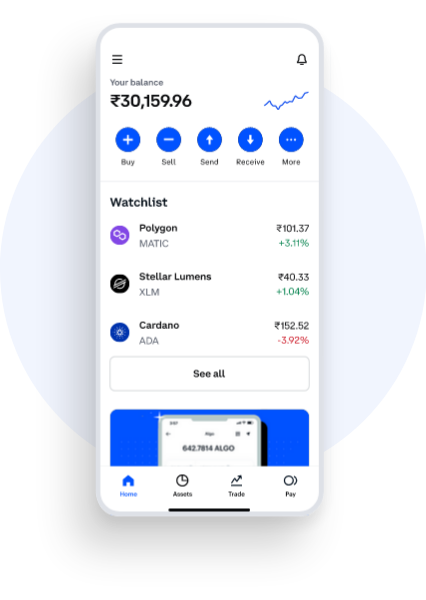 Your balance
₹30,159.96
Buy Sell Send Receive More
Watchlist
Polygon ₹101.37
MATIC +3.11%
Stellar Lumens ₹40.33
XLM +1.04%
Cardano ₹152.52
ADA -3.92%
See all
Algo
642.7814 ALGO
Home Assets Trade Pay